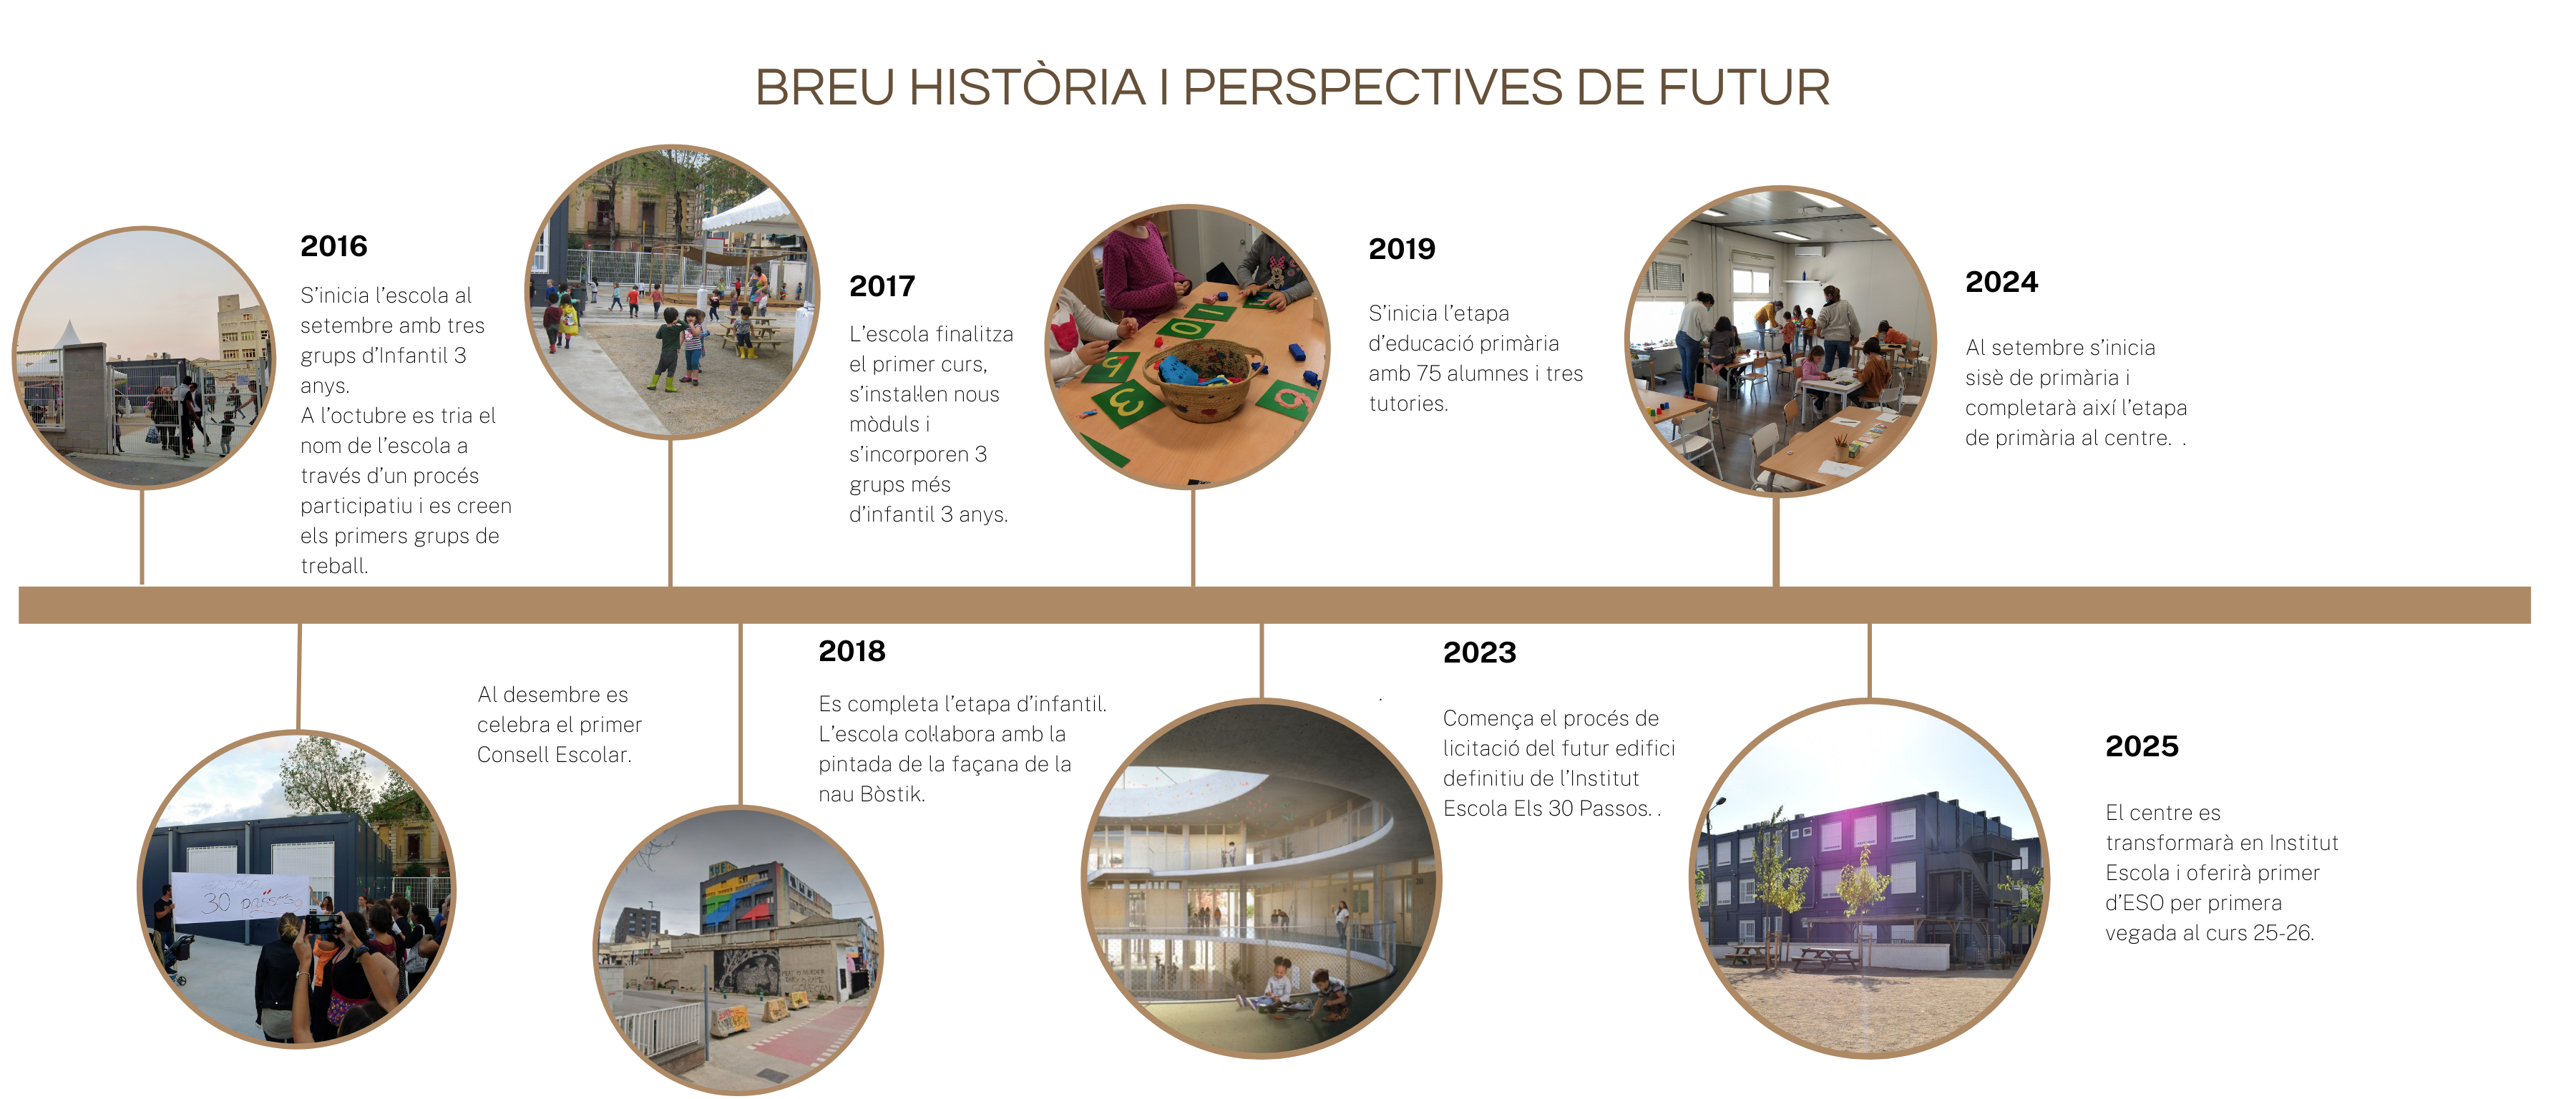 BREU HISTÒRIA I PERSPECTIVES DE FUTUR
2016
S'inicia l'escola al
setembre amb tres
grups d'Infantil 3
anys.
A l'octubre es tria el
nom de l'escola a
través d'un procés
participatiu i es creen
els primers grups de
treball.
Al desembre es
celebra el primer
Consell Escolar.
30 passos
2017
L'escola finalitza
el primer curs,
s'instal·len nous
mòduls i
s'incorporen 3
grups més
d'infantil 3 anys.
2018
Es completa l'etapa d'infantil.
L'escola col·labora amb la
pintada de la façana de la
nau Bòstik.
2019
S'inicia l'etapa
d'educació primària
amb 75 alumnes i tres
tutories.
2023
Comença el procés de
licitació del futur edifici
definitiu de l'Institut
Escola Els 30 Passos. .
2024
Al setembre s'inicia
sisè de primària i
completarà així l'etapa
de primària al centre. .
2025
El centre es
transformarà en Institut
Escola i oferirà primer
d'ESO per primera
vegada al curs 25-26.